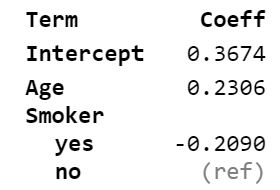 Term Coeff
Intercept 0.3674
Age 0.2306
Smoker
yes -0.2090
no (ref)